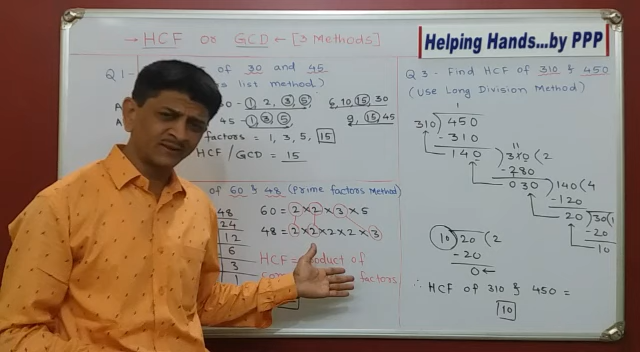 → HCF or GCD ← [3 Methods]
Helping Hands...by PPP
Q1- of 30 and 45
list method)
1, 2, 3, 5, 6, 10, 15, 30
45 - 1, 3, 5, 9, 15, 45
factors = 1, 3, 5, 15
HCF/GCD = 15
of 60 & 48 (Prime factors Method)
60 = 2×2×3×5
48 = 2×2×2×2×3
48
24
12
6
3
1
HCF = Product of
factors
Q3- Find HCF of 310 & 450
(Use Long Division Method)
1
310)450
-310
140)310(2
-280
030)140(4
-120
20)30(1
-20
10
10)20(2
-20
0←
∴ HCF of 310 & 450 =
10